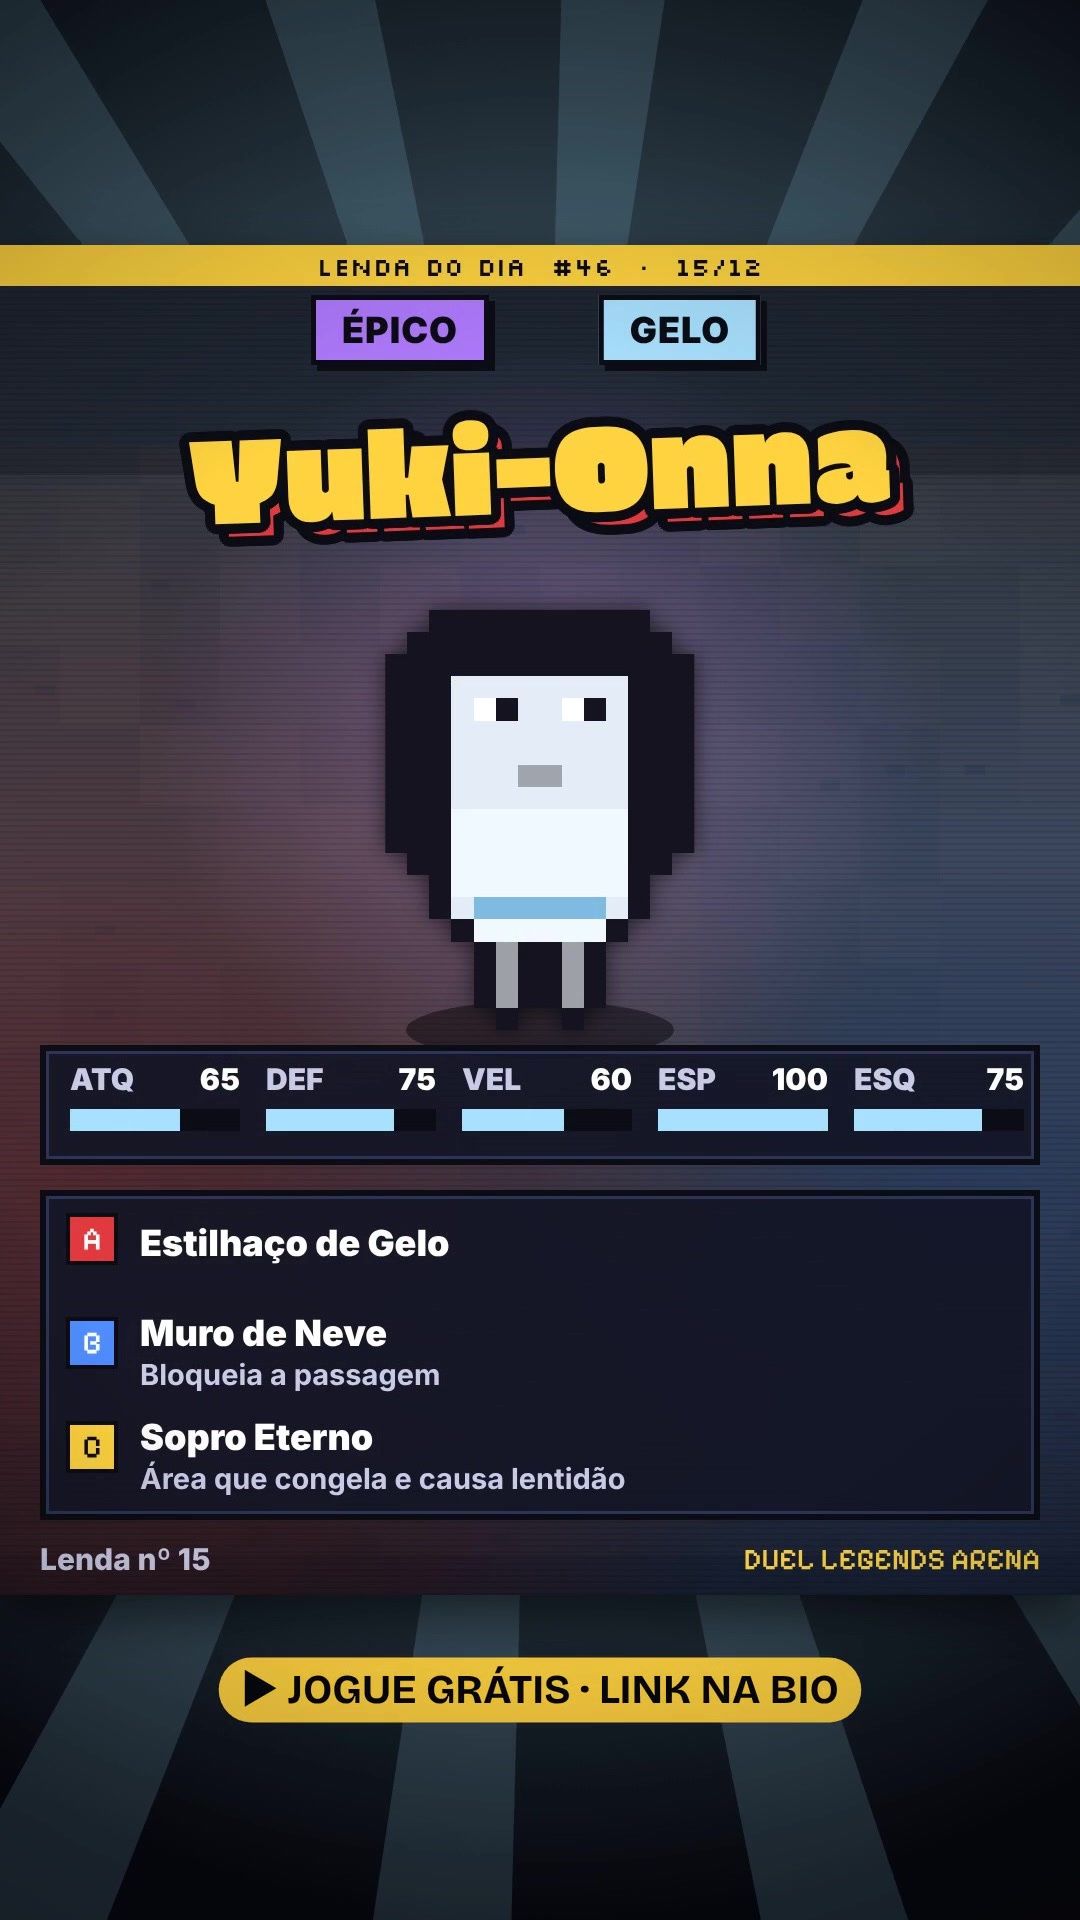 LENDA DO DIA #46 · 15/12
ÉPICO GELO
Yuki-Onna
ATQ 65 DEF 75 VEL 60 ESP 100 ESQ 75
A Estilhaço de Gelo
B Muro de Neve
Bloqueia a passagem
C Sopro Eterno
Área que congela e causa lentidão
Lenda nº 15 DUEL LEGENDS ARENA
▶ JOGUE GRÁTIS · LINK NA BIO